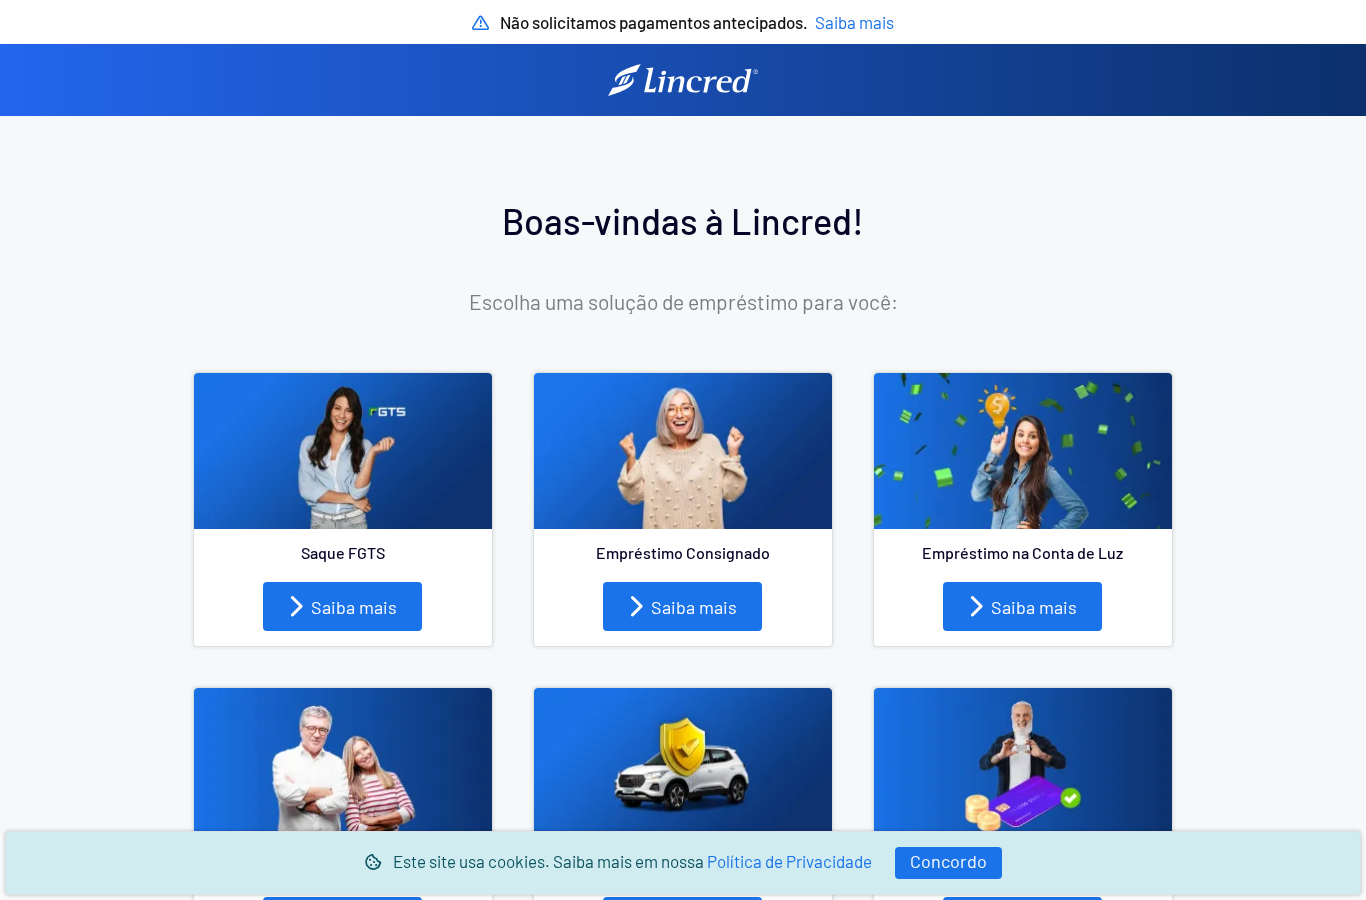 Não solicitamos pagamentos antecipados. Saiba mais
Lincred®
Boas-vindas à Lincred!
Escolha uma solução de empréstimo para você:
FGTS
Saque FGTS
Empréstimo Consignado
Empréstimo na Conta de Luz
Saiba mais
Saiba mais
Saiba mais
Este site usa cookies. Saiba mais em nossa Política de Privacidade
Concordo